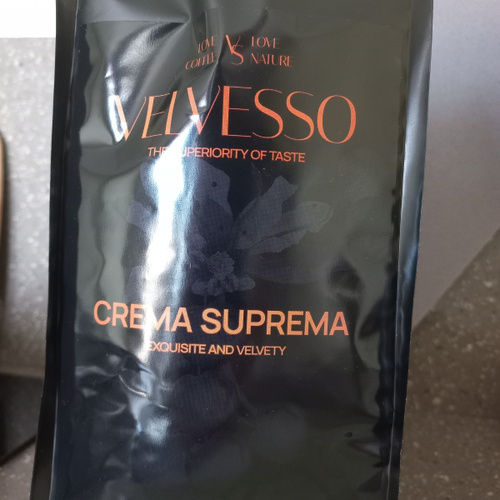 LOVE COFFEE VS LOVE NATURE
VELVESSO
THE SUPERIORITY OF TASTE
CREMA SUPREMA
EXQUISITE AND VELVETY